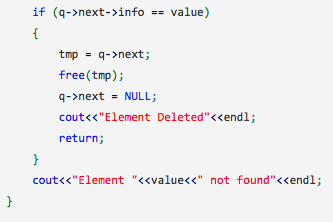 if (q->next->info == value)
{
tmp = q->next;
free(tmp);
q->next = NULL;
cout<<"Element Deleted"<<endl;
return;
}
cout<<"Element "<<value<<" not found"<<endl;
}